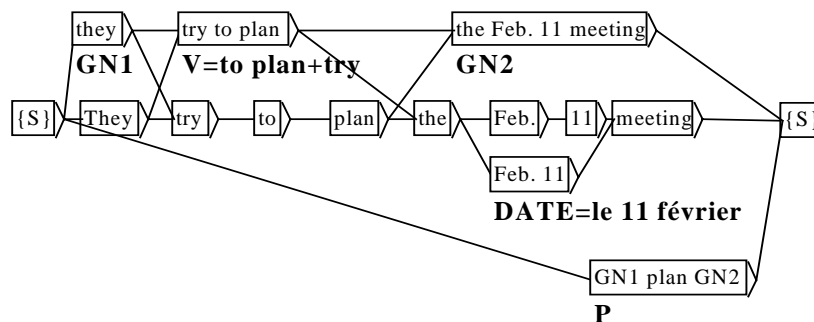 they try to plan the Feb. 11 meeting
GN1 V=to plan+try GN2
{S} They try to plan the Feb. 11 meeting {S}
Feb. 11
DATE=le 11 février
GN1 plan GN2
P